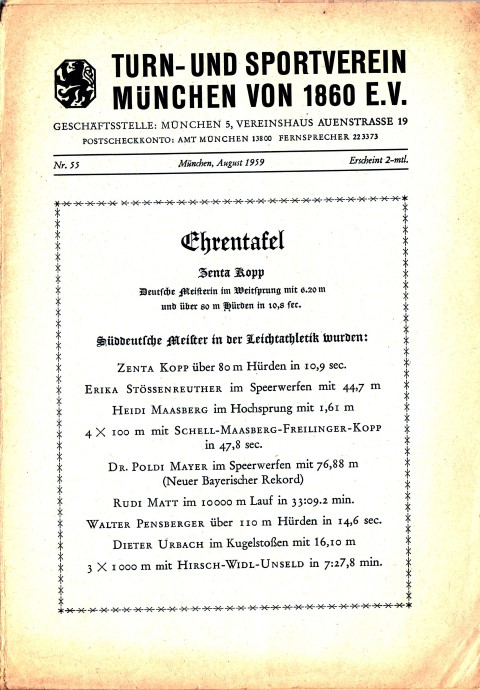 TURN- UND SPORTVEREIN
MÜNCHEN VON 1860 E.V.
GESCHÄFTSSTELLE: MÜNCHEN 5, VEREINSHAUS AUENSTRASSE 19
POSTSCHECKKONTO: AMT MÜNCHEN 13800 FERNSPRECHER 223373
Nr. 55 München, August 1959 Erscheint 2-mtl.
Ehrentafel
Zenta Kopp
Deutsche Meisterin im Weitsprung mit 6.20 m
und über 80 m Hürden in 10,8 sec.
Süddeutsche Meister in der Leichtathletik wurden:
ZENTA KOPP über 80 m Hürden in 10,9 sec.
ERIKA STÖSSENREUTHER im Speerwerfen mit 44,7 m
HEIDI MAASBERG im Hochsprung mit 1,61 m
4 × 100 m mit SCHELL-MAASBERG-FREILINGER-KOPP
in 47,8 sec.
DR. POLDI MAYER im Speerwerfen mit 76,88 m
(Neuer Bayerischer Rekord)
RUDI MATT im 10000 m Lauf in 33:09.2 min.
WALTER PENSBERGER über 110 m Hürden in 14,6 sec.
DIETER URBACH im Kugelstoßen mit 16,10 m
3 × 1000 m mit HIRSCH-WIDL-UNSELD in 7:27,8 min.